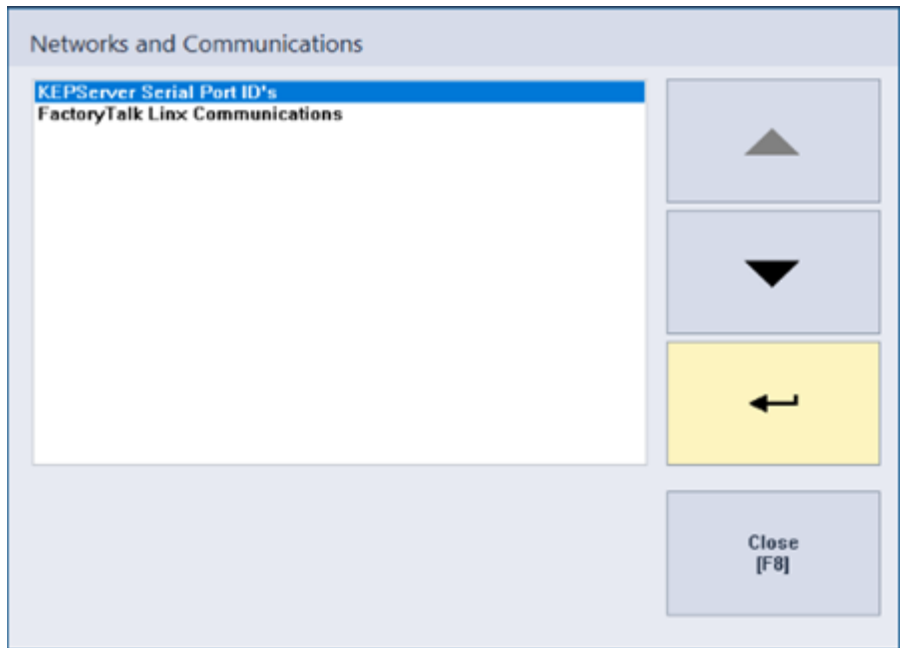 Networks and Communications
KEPServer Serial Port ID's
FactoryTalk Linx Communications
Close
[F8]